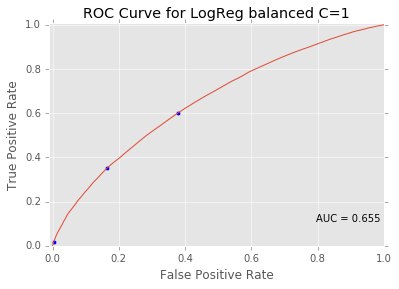 ROC Curve for LogReg balanced C=1
True Positive Rate
1.0
0.8
0.6
0.4
0.2
0.0
AUC = 0.655
0.0 0.2 0.4 0.6 0.8 1.0
False Positive Rate